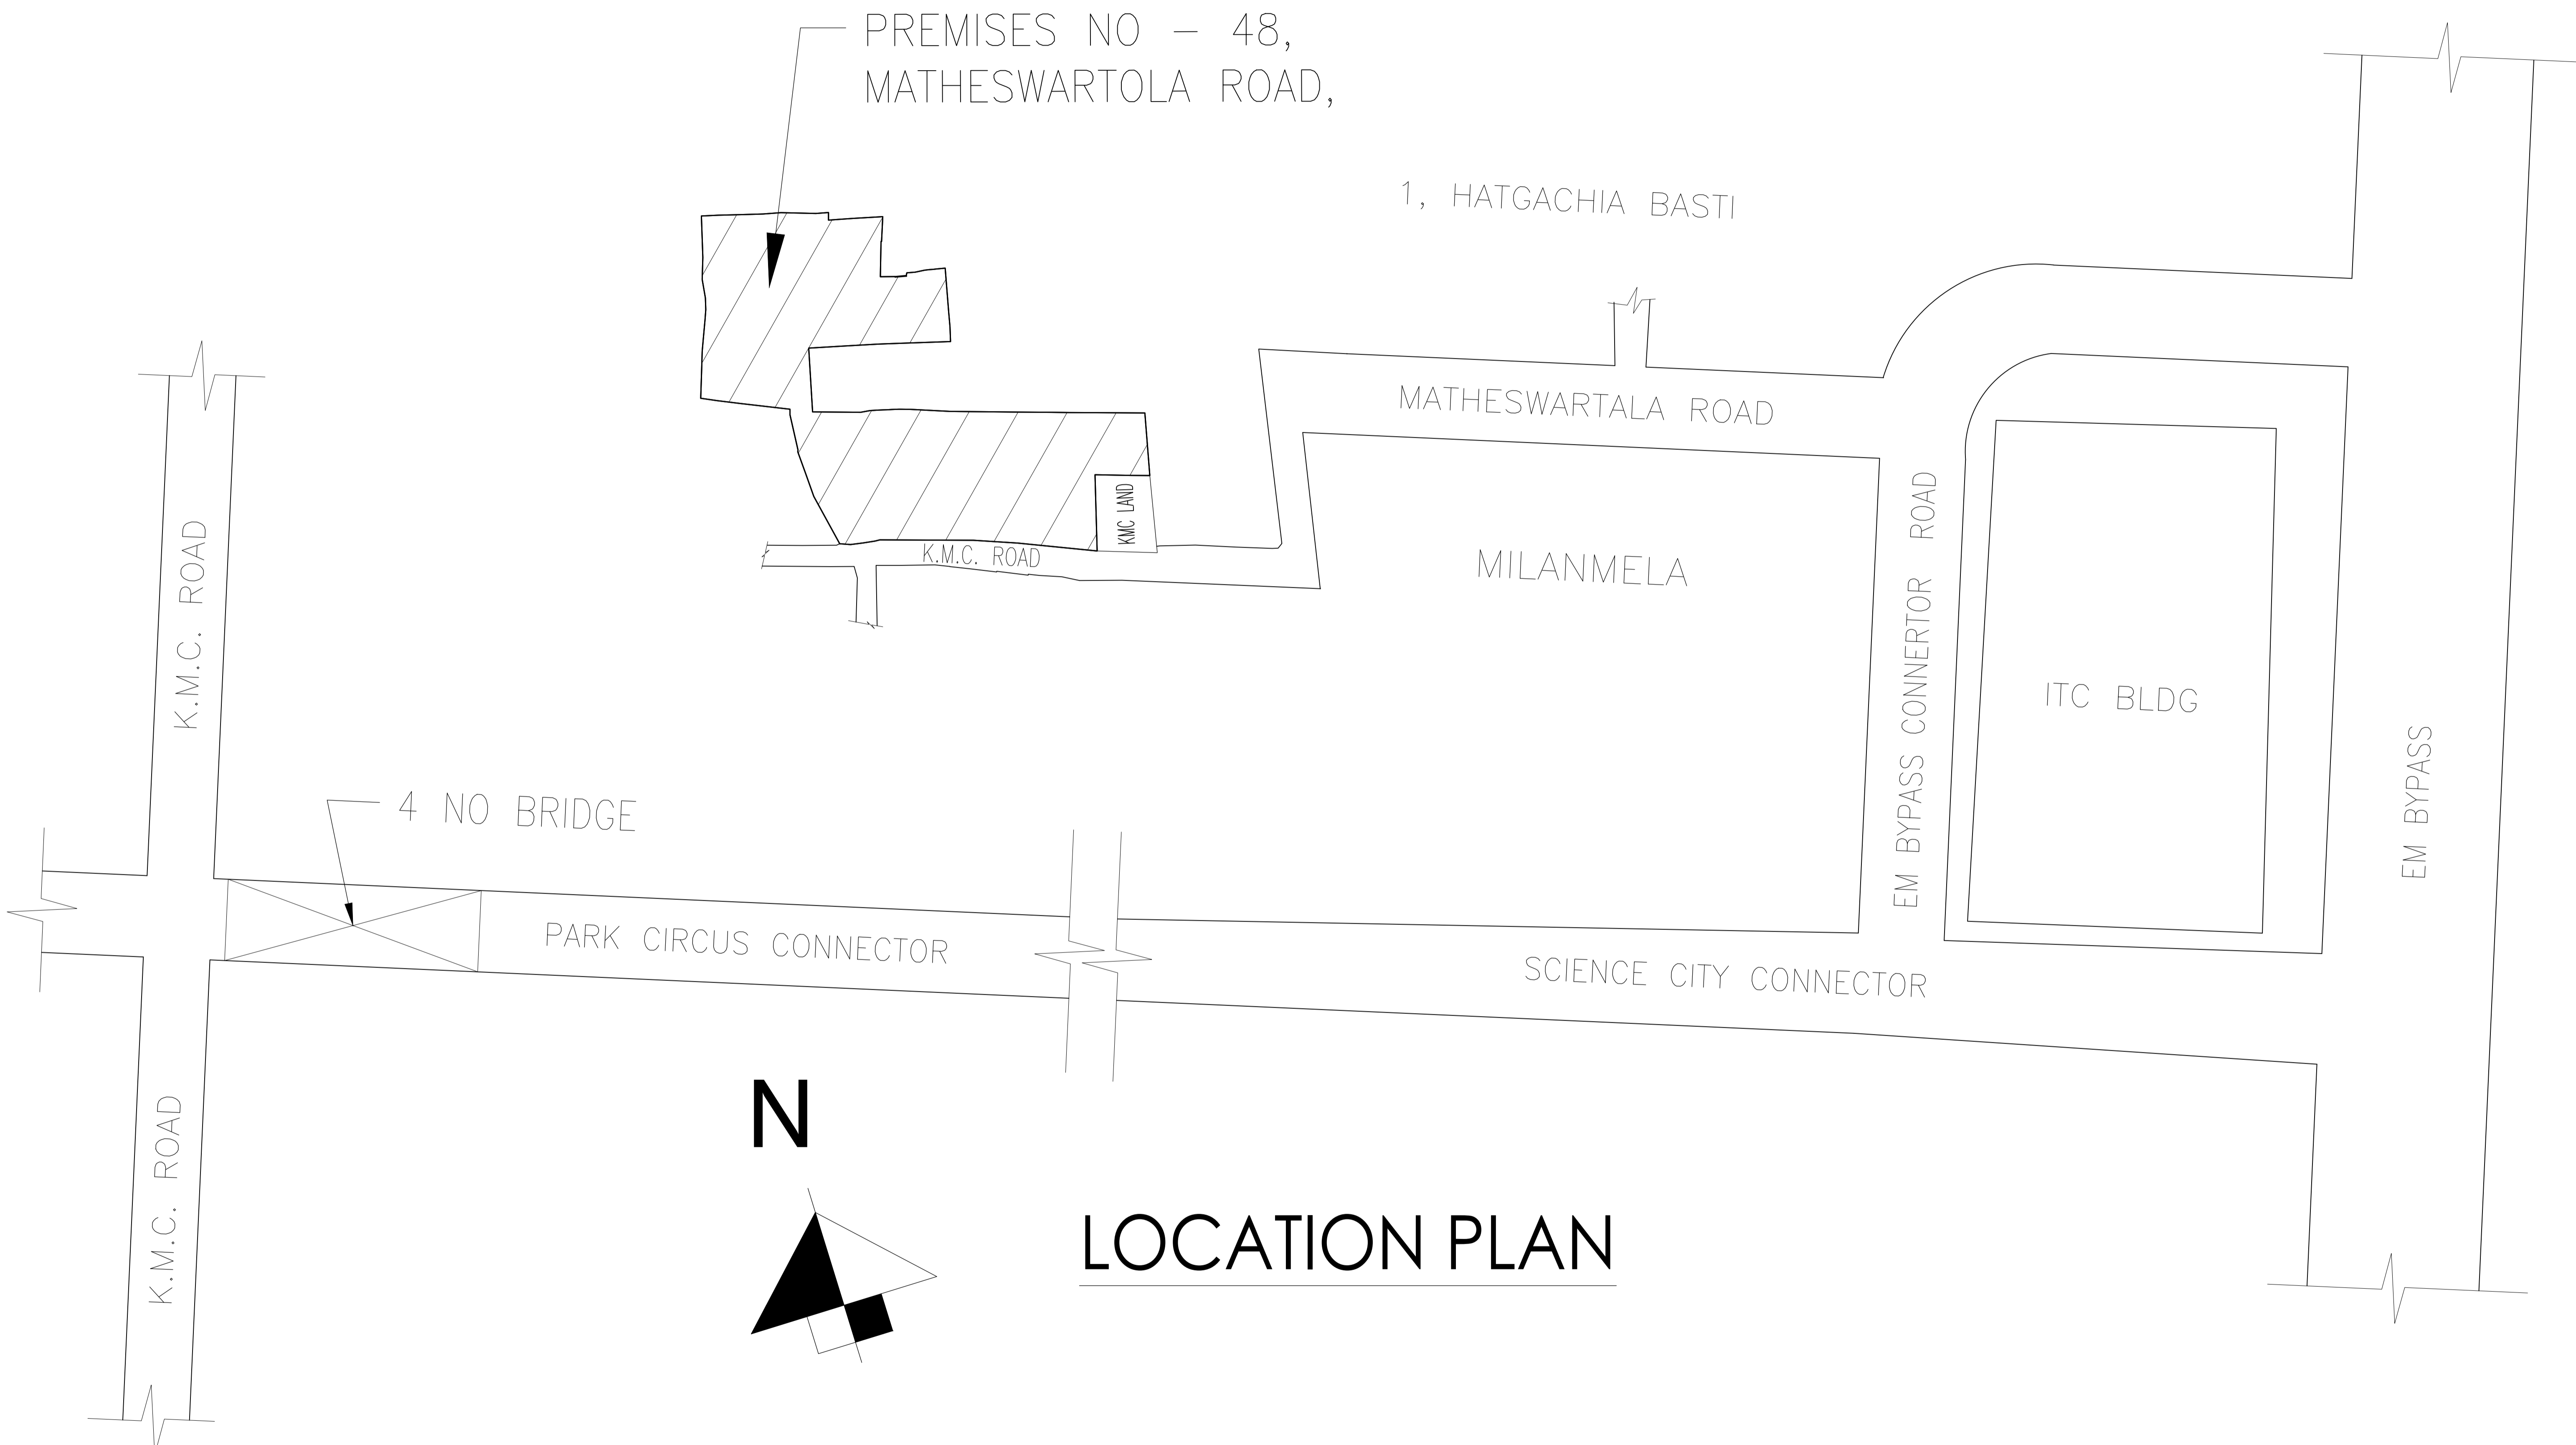 PREMISES NO - 48,
MATHESWARTOLA ROAD,
1, HATGACHIA BASTI
MATHESWARTALA ROAD
KMC LAND
K.M.C. ROAD
MILANMELA
EM BYPASS CONNERTOR ROAD
ITC BLDG
EM BYPASS
K.M.C. ROAD
4 NO BRIDGE
PARK CIRCUS CONNECTOR
SCIENCE CITY CONNECTOR
K.M.C. ROAD
N
LOCATION PLAN